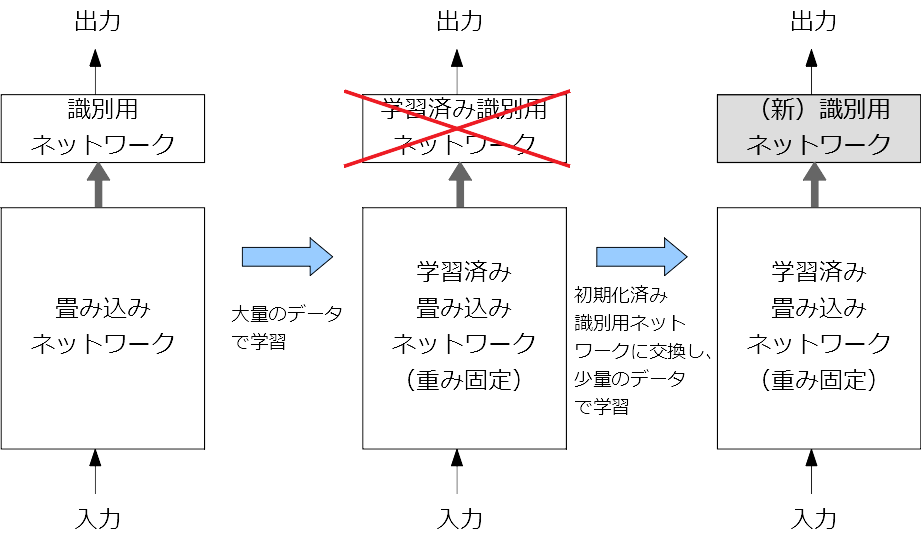 出力
識別用
ネットワーク
畳み込み
ネットワーク
入力
大量のデータ
で学習
出力
学習済み識別用
ネットワーク
学習済み
畳み込み
ネットワーク
（重み固定）
入力
初期化済み
識別用ネット
ワークに交換し、
少量のデータ
で学習
出力
（新）識別用
ネットワーク
学習済み
畳み込み
ネットワーク
（重み固定）
入力